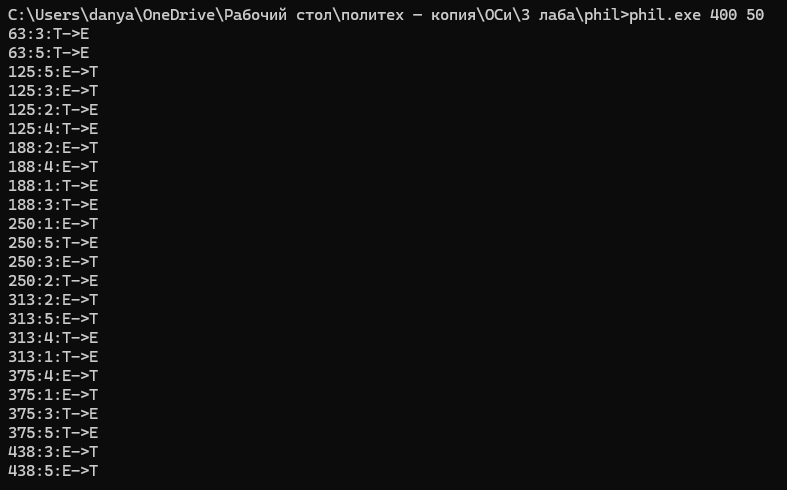 C:\Users\danya\OneDrive\Рабочий стол\политех — копия\ОСи\3 лаба\phil>phil.exe 400 50
63:3:T->E
63:5:T->E
125:5:E->T
125:3:E->T
125:2:T->E
125:4:T->E
188:2:E->T
188:4:E->T
188:1:T->E
188:3:T->E
250:1:E->T
250:5:T->E
250:3:E->T
250:2:T->E
313:2:E->T
313:5:E->T
313:4:T->E
313:1:T->E
375:4:E->T
375:1:E->T
375:3:T->E
375:5:T->E
438:3:E->T
438:5:E->T